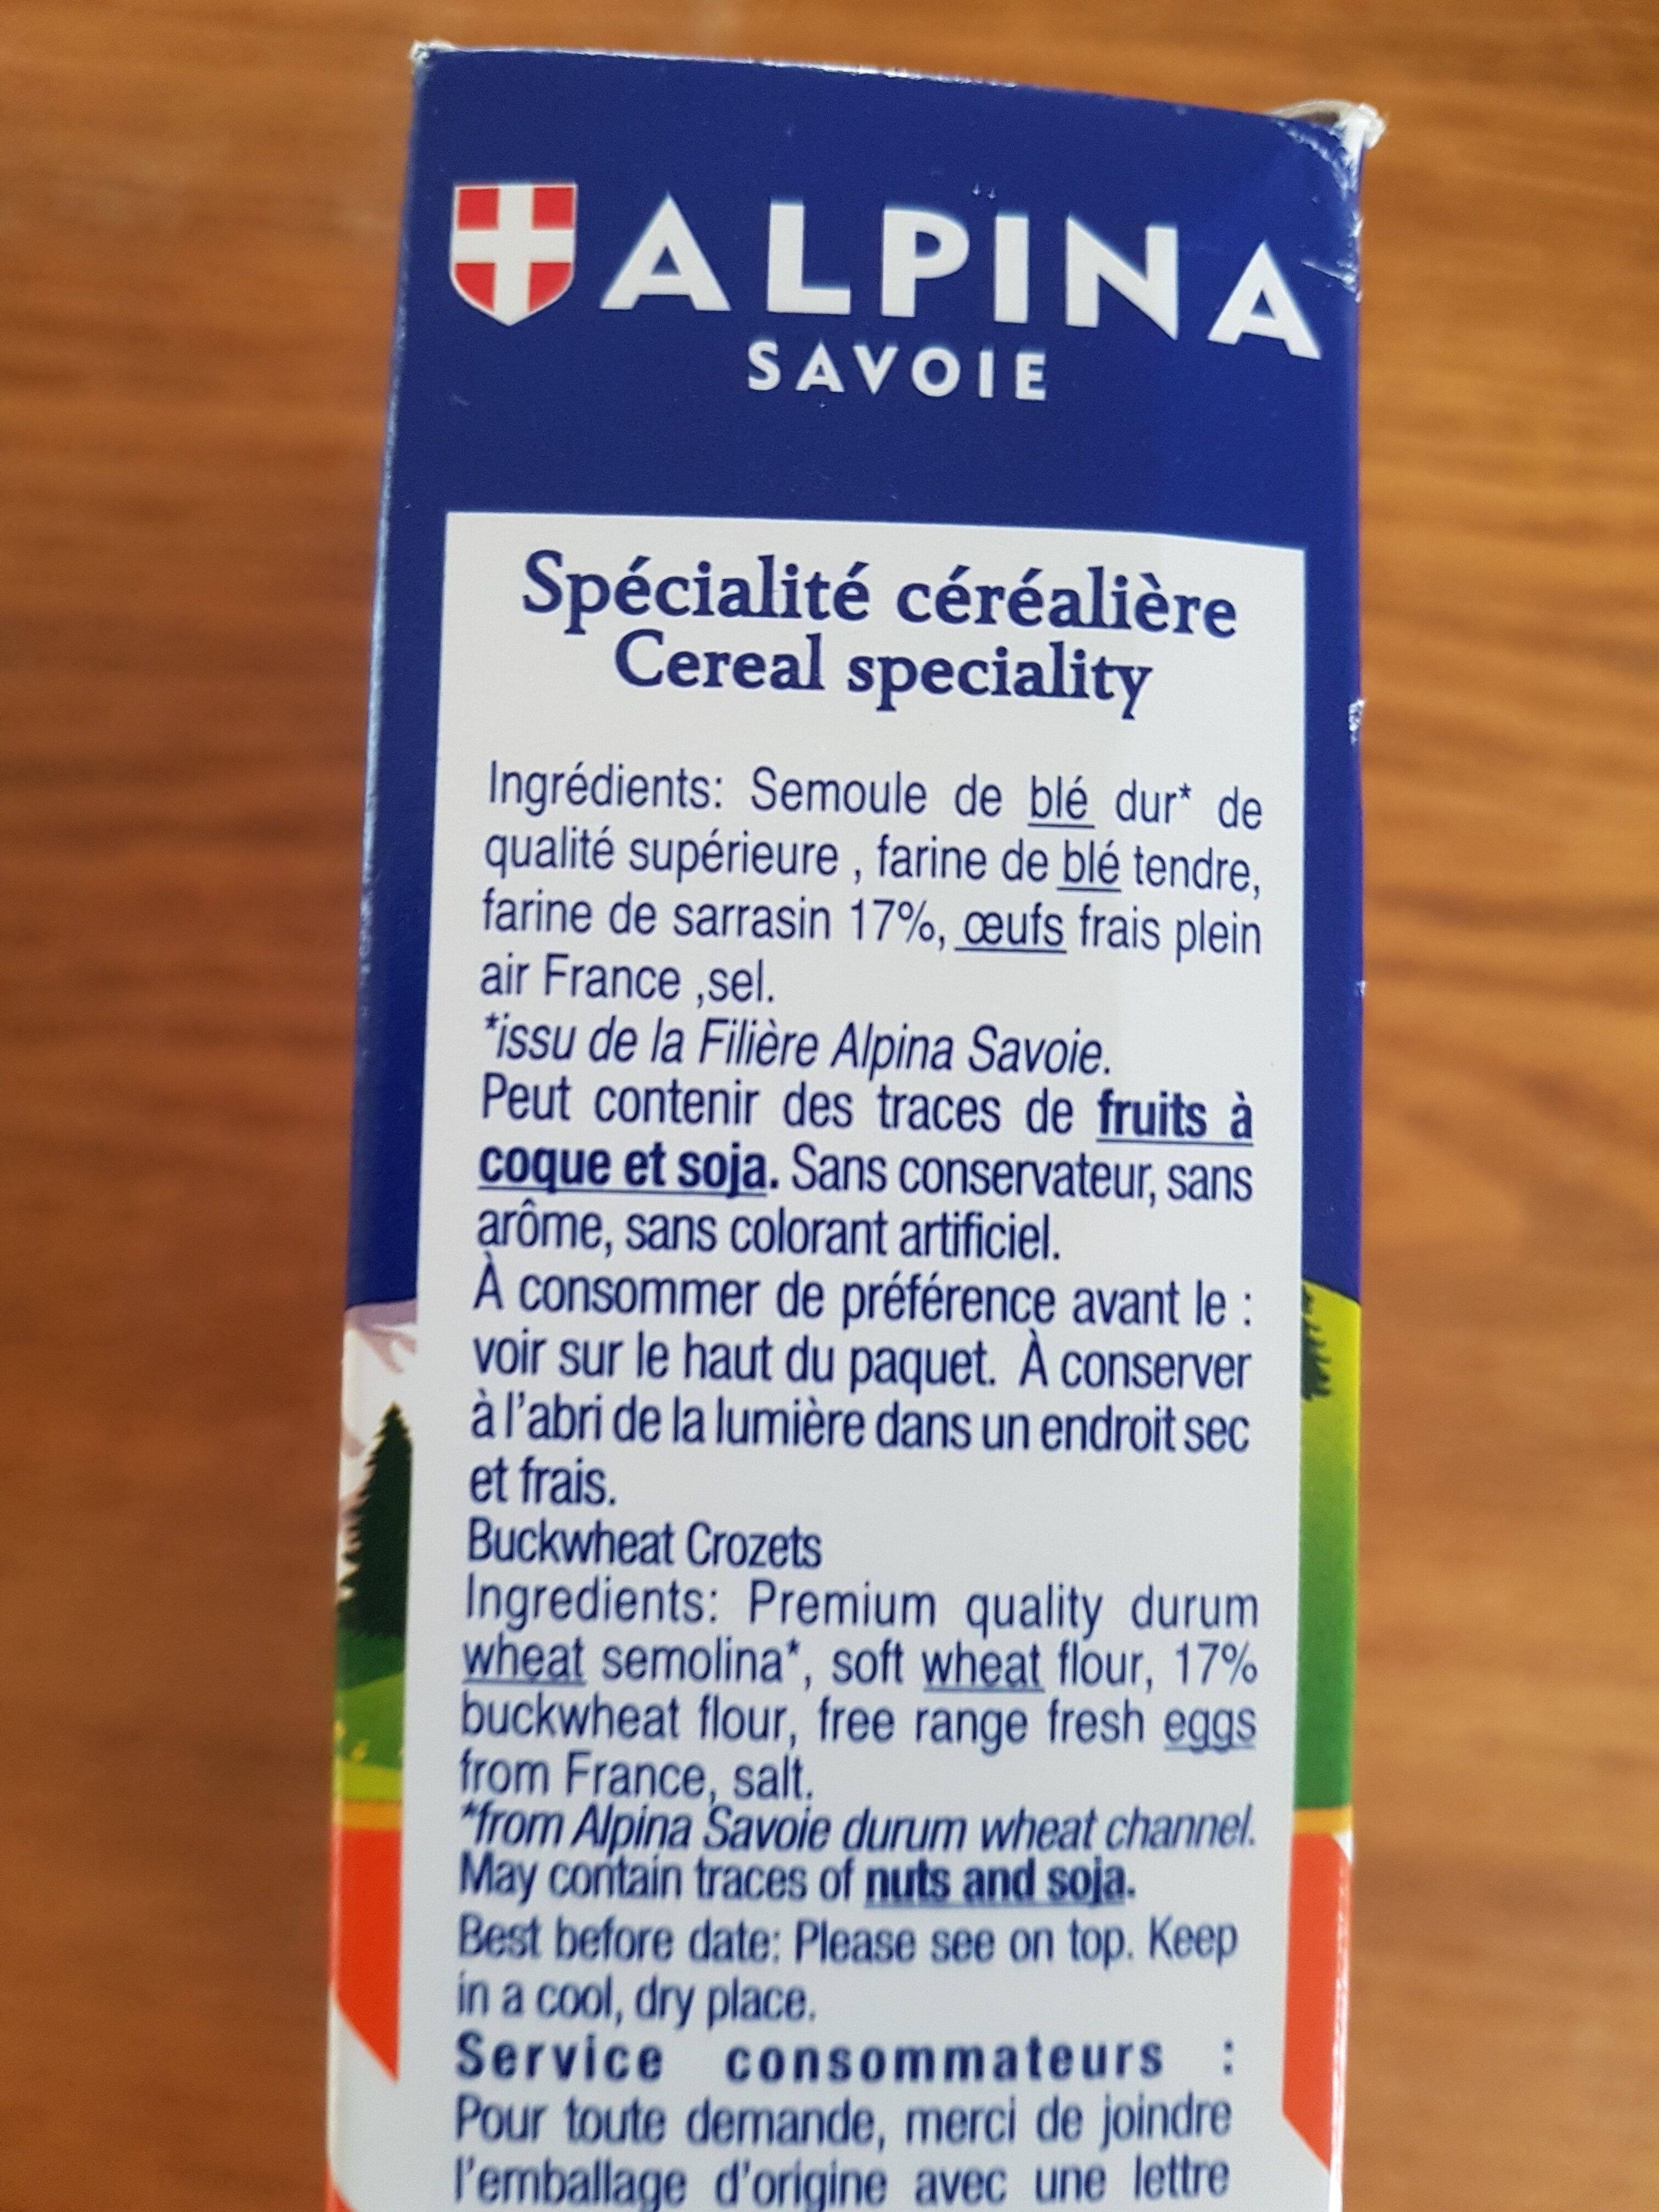 ALPINA
SAVOIE
Spécialité céréalière
Cereal speciality
Ingrédients: Semoule de blé dur* de
qualité supérieure , farine de blé tendre,
farine de sarrasin 17%, œufs frais plein
air France ,sel.
*issu de la Filière Alpina Savoie.
Peut contenir des traces de fruits à
coque et soja. Sans conservateur, sans
arôme, sans colorant artificiel.
À consommer de préférence avant le :
voir sur le haut du paquet. À conserver
à l'abri de la lumière dans un endroit sec
et frais.
Buckwheat Crozets
Ingredients: Premium quality durum
wheat semolina*, soft wheat flour, 17%
buckwheat flour, free range fresh eggs
from France, salt.
*from Alpina Savoie durum wheat channel.
May contain traces of nuts and soja.
Best before date: Please see on top. Keep
in a cool, dry place.
Service consommateurs :
Pour toute demande, merci de joindre
l'emballage d'origine avec une lettre